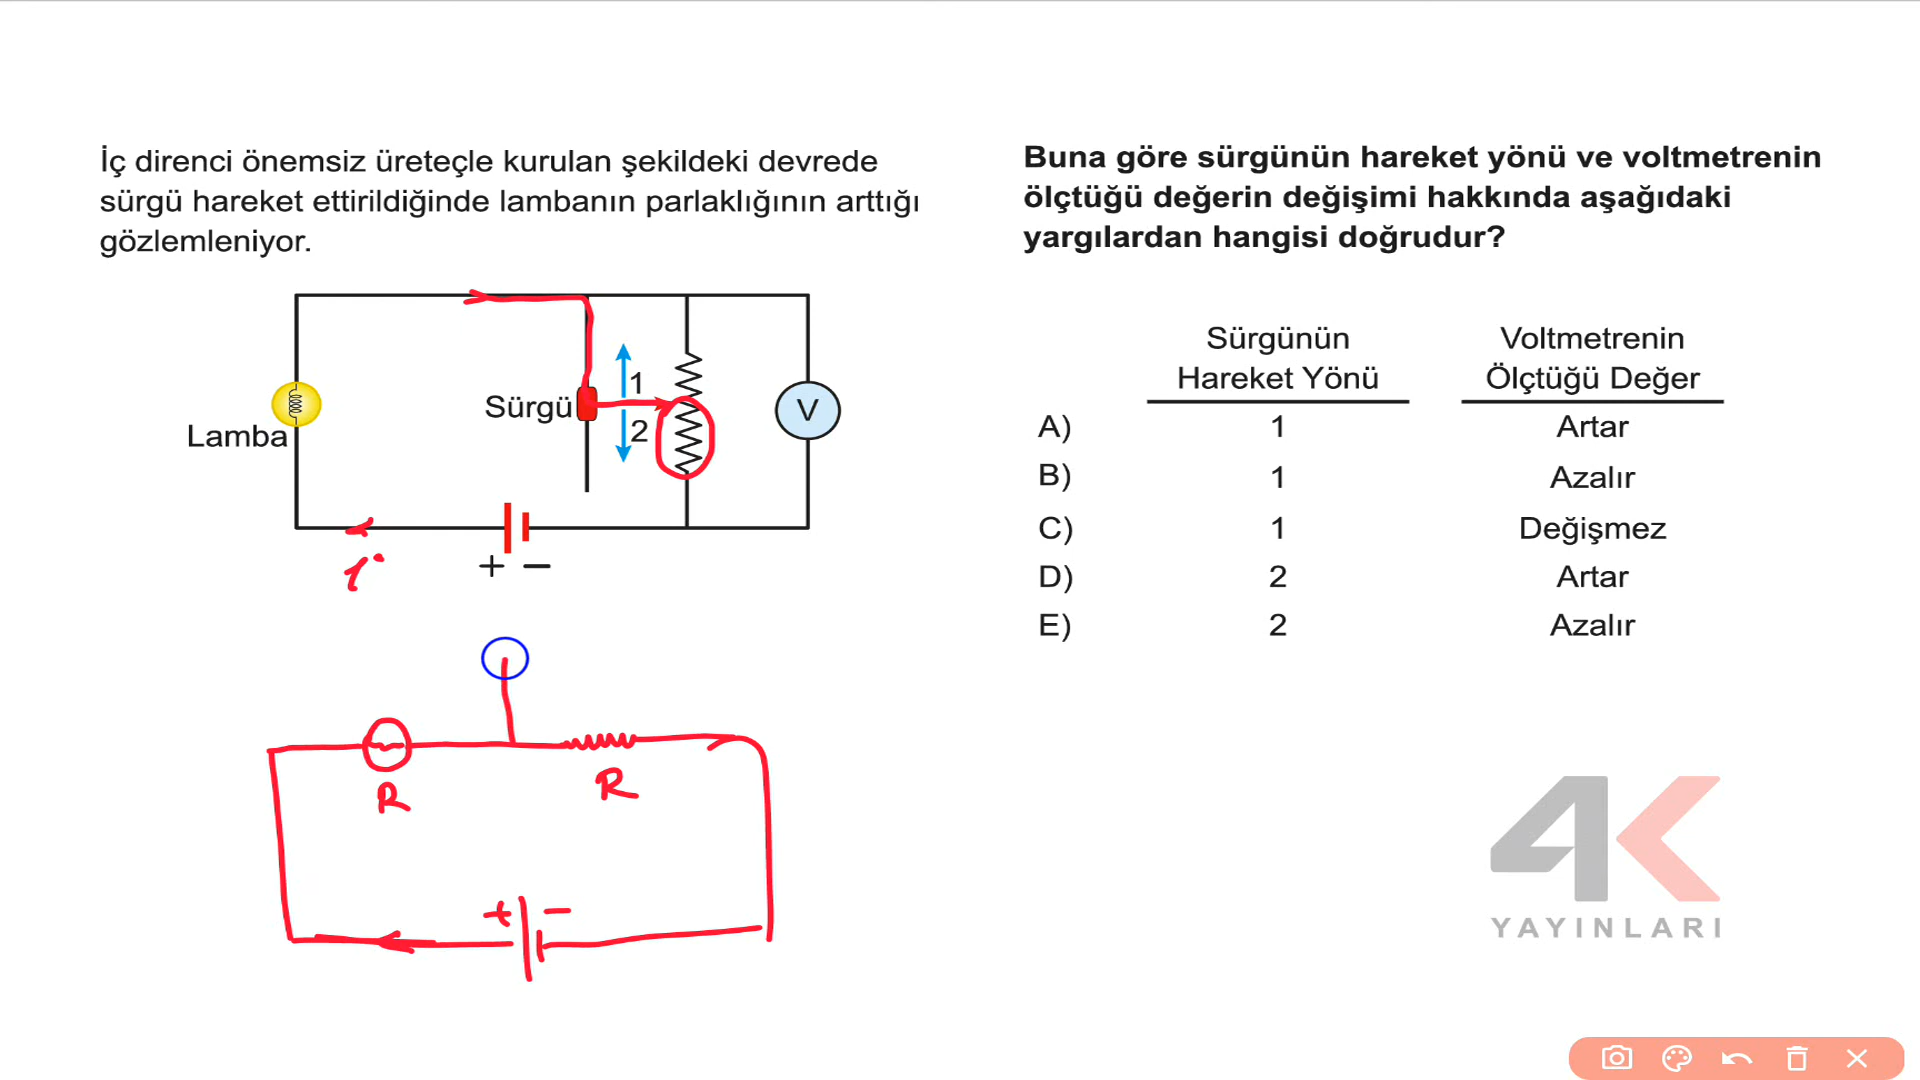 İç direnci önemsiz üreteçle kurulan şekildeki devrede
sürgü hareket ettirildiğinde lambanın parlaklığının arttığı
gözlemleniyor.
Lamba
Sürgü
1
2
V
+ −
i
R
R
+ −
Buna göre sürgünün hareket yönü ve voltmetrenin
ölçtüğü değerin değişimi hakkında aşağıdaki
yargılardan hangisi doğrudur?
Sürgünün Voltmetrenin
Hareket Yönü Ölçtüğü Değer
A) 1 Artar
B) 1 Azalır
C) 1 Değişmez
D) 2 Artar
E) 2 Azalır
4K
YAYINLARI